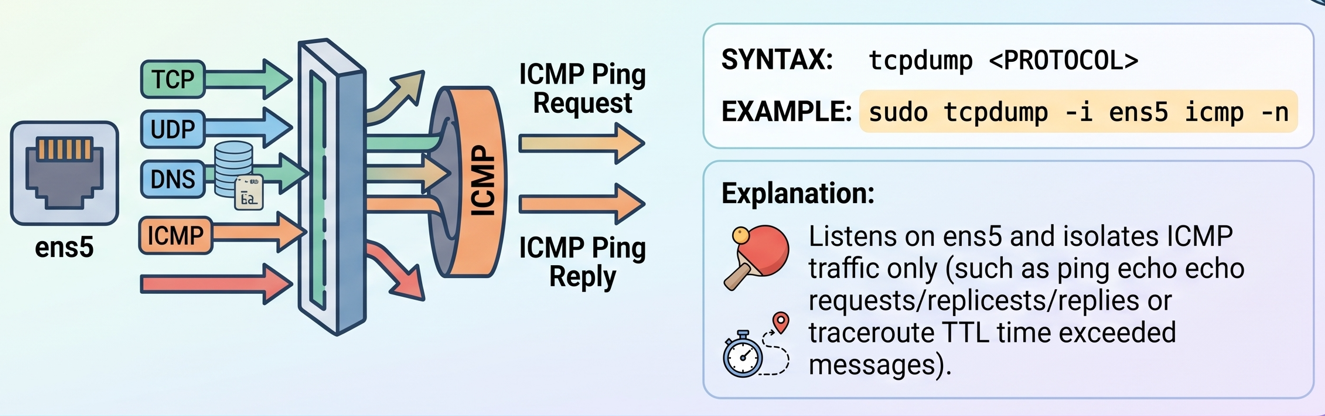 TCP
UDP
DNS
ICMP
ens5
ICMP
ICMP Ping
Request
ICMP Ping
Reply
SYNTAX: tcpdump <PROTOCOL>
EXAMPLE: sudo tcpdump -i ens5 icmp -n
Explanation:
Listens on ens5 and isolates ICMP
traffic only (such as ping echo echo
requests/replicests/replies or
traceroute TTL time exceeded
messages).